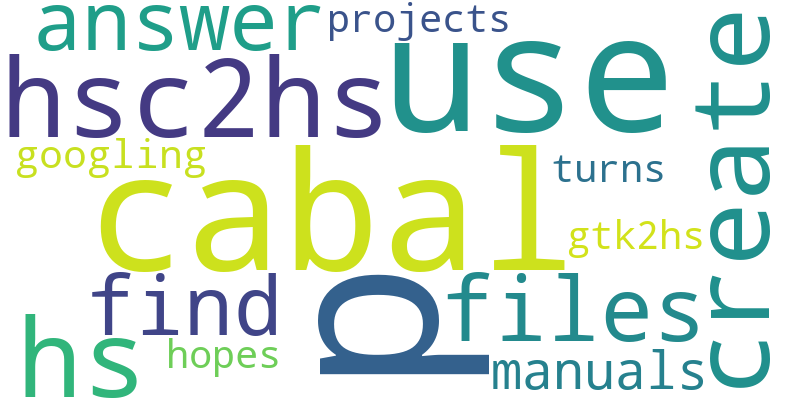 answer
projects
hsc2hs
use
create
googling
cabal
turns
gtk2hs
find
p
files
hs
hopes
manuals